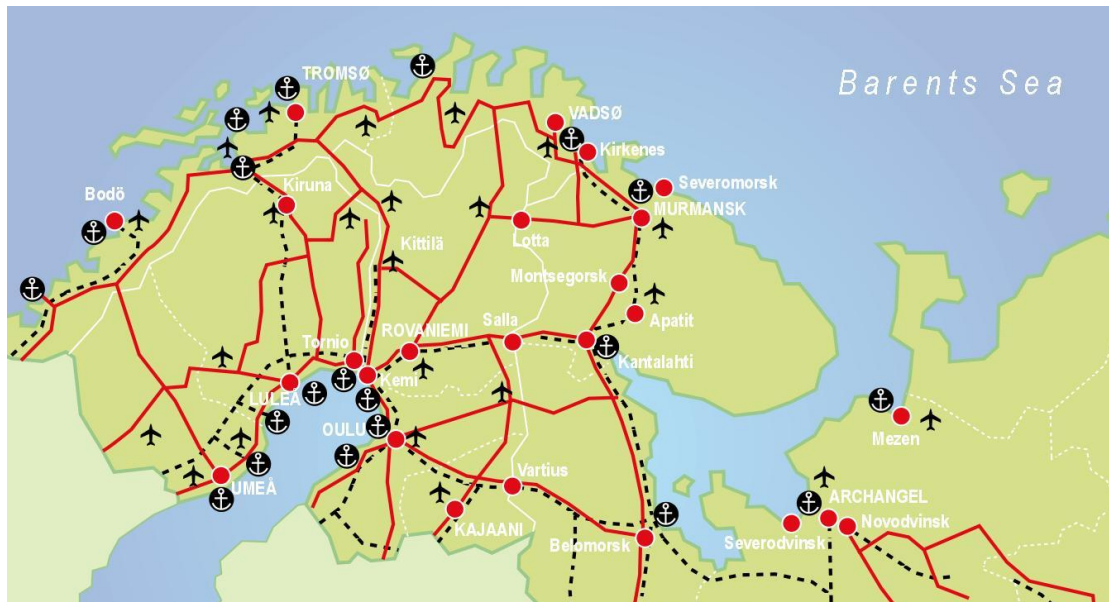 TROMSØ
Barents Sea
VADSØ
Kirkenes
Kiruna
Severomorsk
Bodö
MURMANSK
Lotta
Kittilä
Montsegorsk
Apatit
Salla
ROVANIEMI
Tornio
Kantalahti
Kemi
LULEÅ
Mezen
OULU
Vartius
UMEÅ
ARCHANGEL
KAJAANI
Novodvinsk
Severodvinsk
Belomorsk